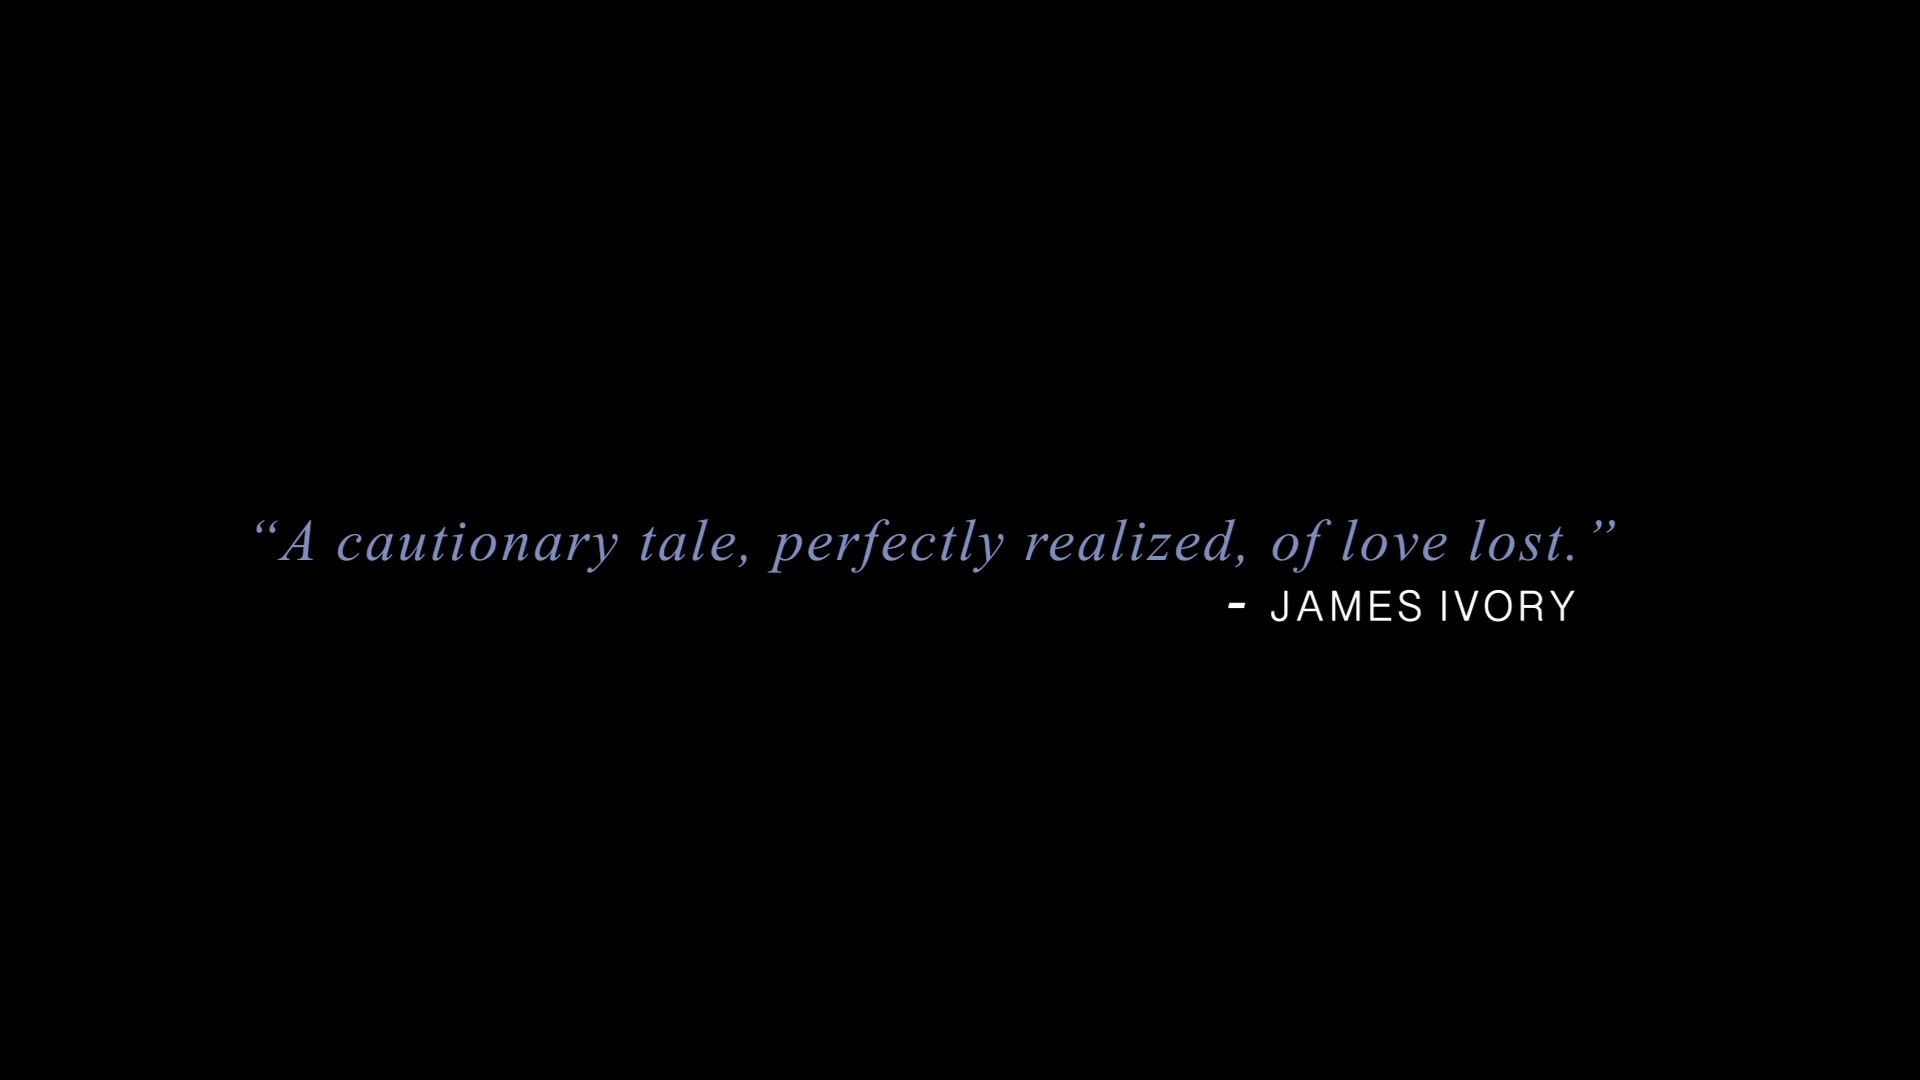 “A cautionary tale, perfectly realized, of love lost.”
- JAMES IVORY